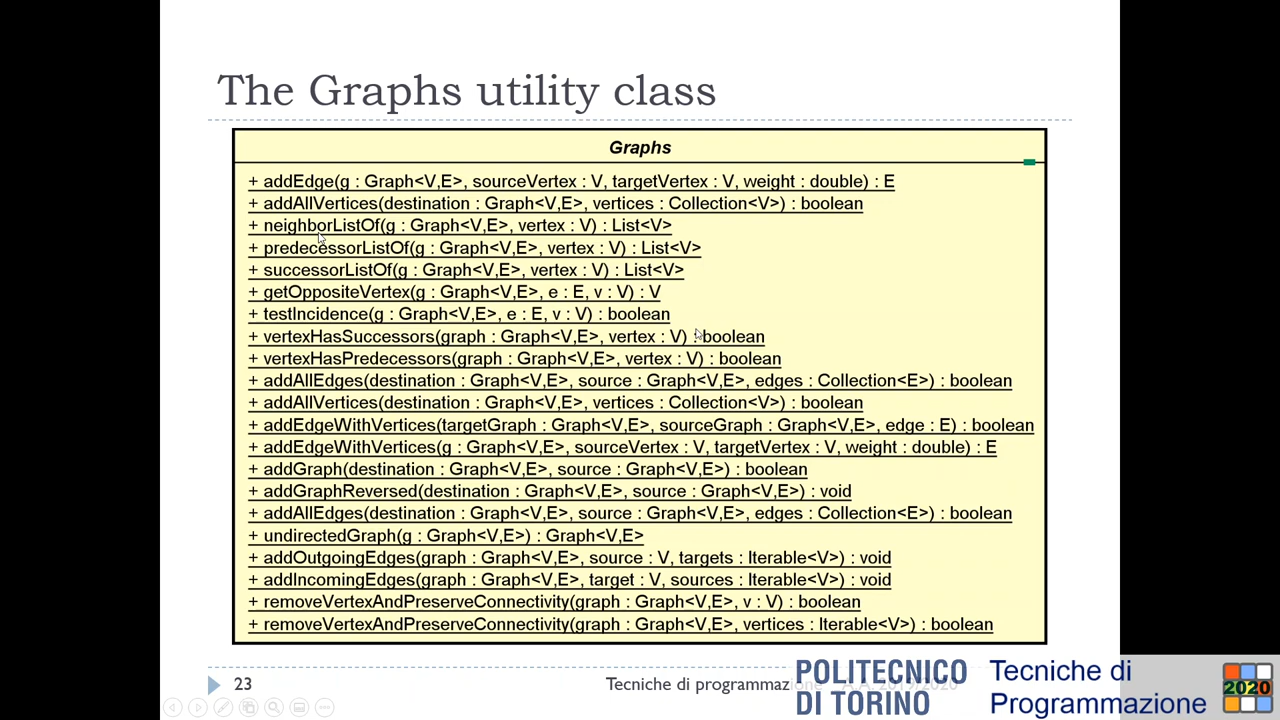 The Graphs utility class
Graphs
+ addEdge(g : Graph<V,E>, sourceVertex : V, targetVertex : V, weight : double) : E
+ addAllVertices(destination : Graph<V,E>, vertices : Collection<V>) : boolean
+ neighborListOf(g : Graph<V,E>, vertex : V) : List<V>
+ predecessorListOf(g : Graph<V,E>, vertex : V) : List<V>
+ successorListOf(g : Graph<V,E>, vertex : V) : List<V>
+ getOppositeVertex(g : Graph<V,E>, e : E, v : V) : V
+ testIncidence(g : Graph<V,E>, e : E, v : V) : boolean
+ vertexHasSuccessors(graph : Graph<V,E>, vertex : V) : boolean
+ vertexHasPredecessors(graph : Graph<V,E>, vertex : V) : boolean
+ addAllEdges(destination : Graph<V,E>, source : Graph<V,E>, edges : Collection<E>) : boolean
+ addAllVertices(destination : Graph<V,E>, vertices : Collection<V>) : boolean
+ addEdgeWithVertices(targetGraph : Graph<V,E>, sourceGraph : Graph<V,E>, edge : E) : boolean
+ addEdgeWithVertices(g : Graph<V,E>, sourceVertex : V, targetVertex : V, weight : double) : E
+ addGraph(destination : Graph<V,E>, source : Graph<V,E>) : boolean
+ addGraphReversed(destination : Graph<V,E>, source : Graph<V,E>) : void
+ addAllEdges(destination : Graph<V,E>, source : Graph<V,E>, edges : Collection<E>) : boolean
+ undirectedGraph(g : Graph<V,E>) : Graph<V,E>
+ addOutgoingEdges(graph : Graph<V,E>, source : V, targets : Iterable<V>) : void
+ addIncomingEdges(graph : Graph<V,E>, target : V, sources : Iterable<V>) : void
+ removeVertexAndPreserveConnectivity(graph : Graph<V,E>, v : V) : boolean
+ removeVertexAndPreserveConnectivity(graph : Graph<V,E>, vertices : Iterable<V>) : boolean
23
Tecniche di programmazione - A.A. 2019/2020
POLITECNICO
DI TORINO
Tecniche di
Programmazione
2020